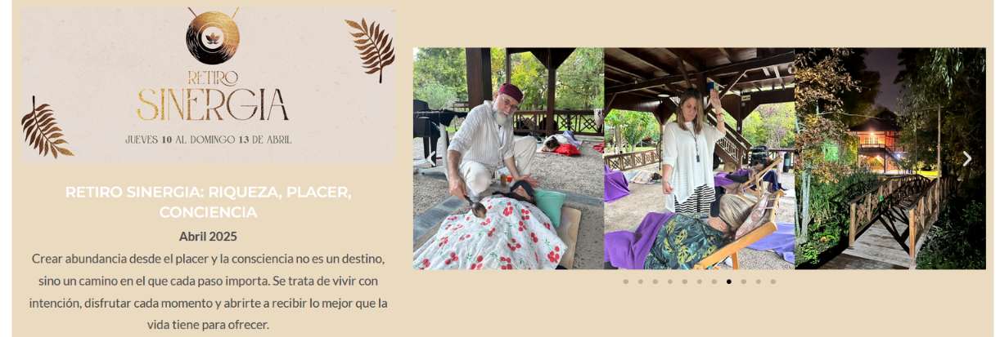 RETIRO
SINERGIA
JUEVES 10 AL DOMINGO 13 DE ABRIL
RETIRO SINERGIA: RIQUEZA, PLACER,
CONCIENCIA
Abril 2025
Crear abundancia desde el placer y la consciencia no es un destino,
sino un camino en el que cada paso importa. Se trata de vivir con
intención, disfrutar cada momento y abrirte a recibir lo mejor que la
vida tiene para ofrecer.